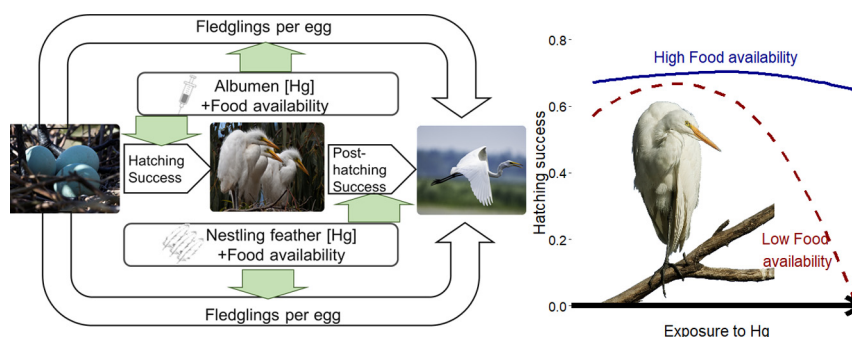 Fledglings per egg
Albumen [Hg]
+Food availability
Hatching
Success
Post-
hatching
Success
Nestling feather [Hg]
+Food availability
Fledglings per egg
Hatching success
0.8
0.6
0.4
0.2
0.0
High Food availability
Low Food
availability
Exposure to Hg